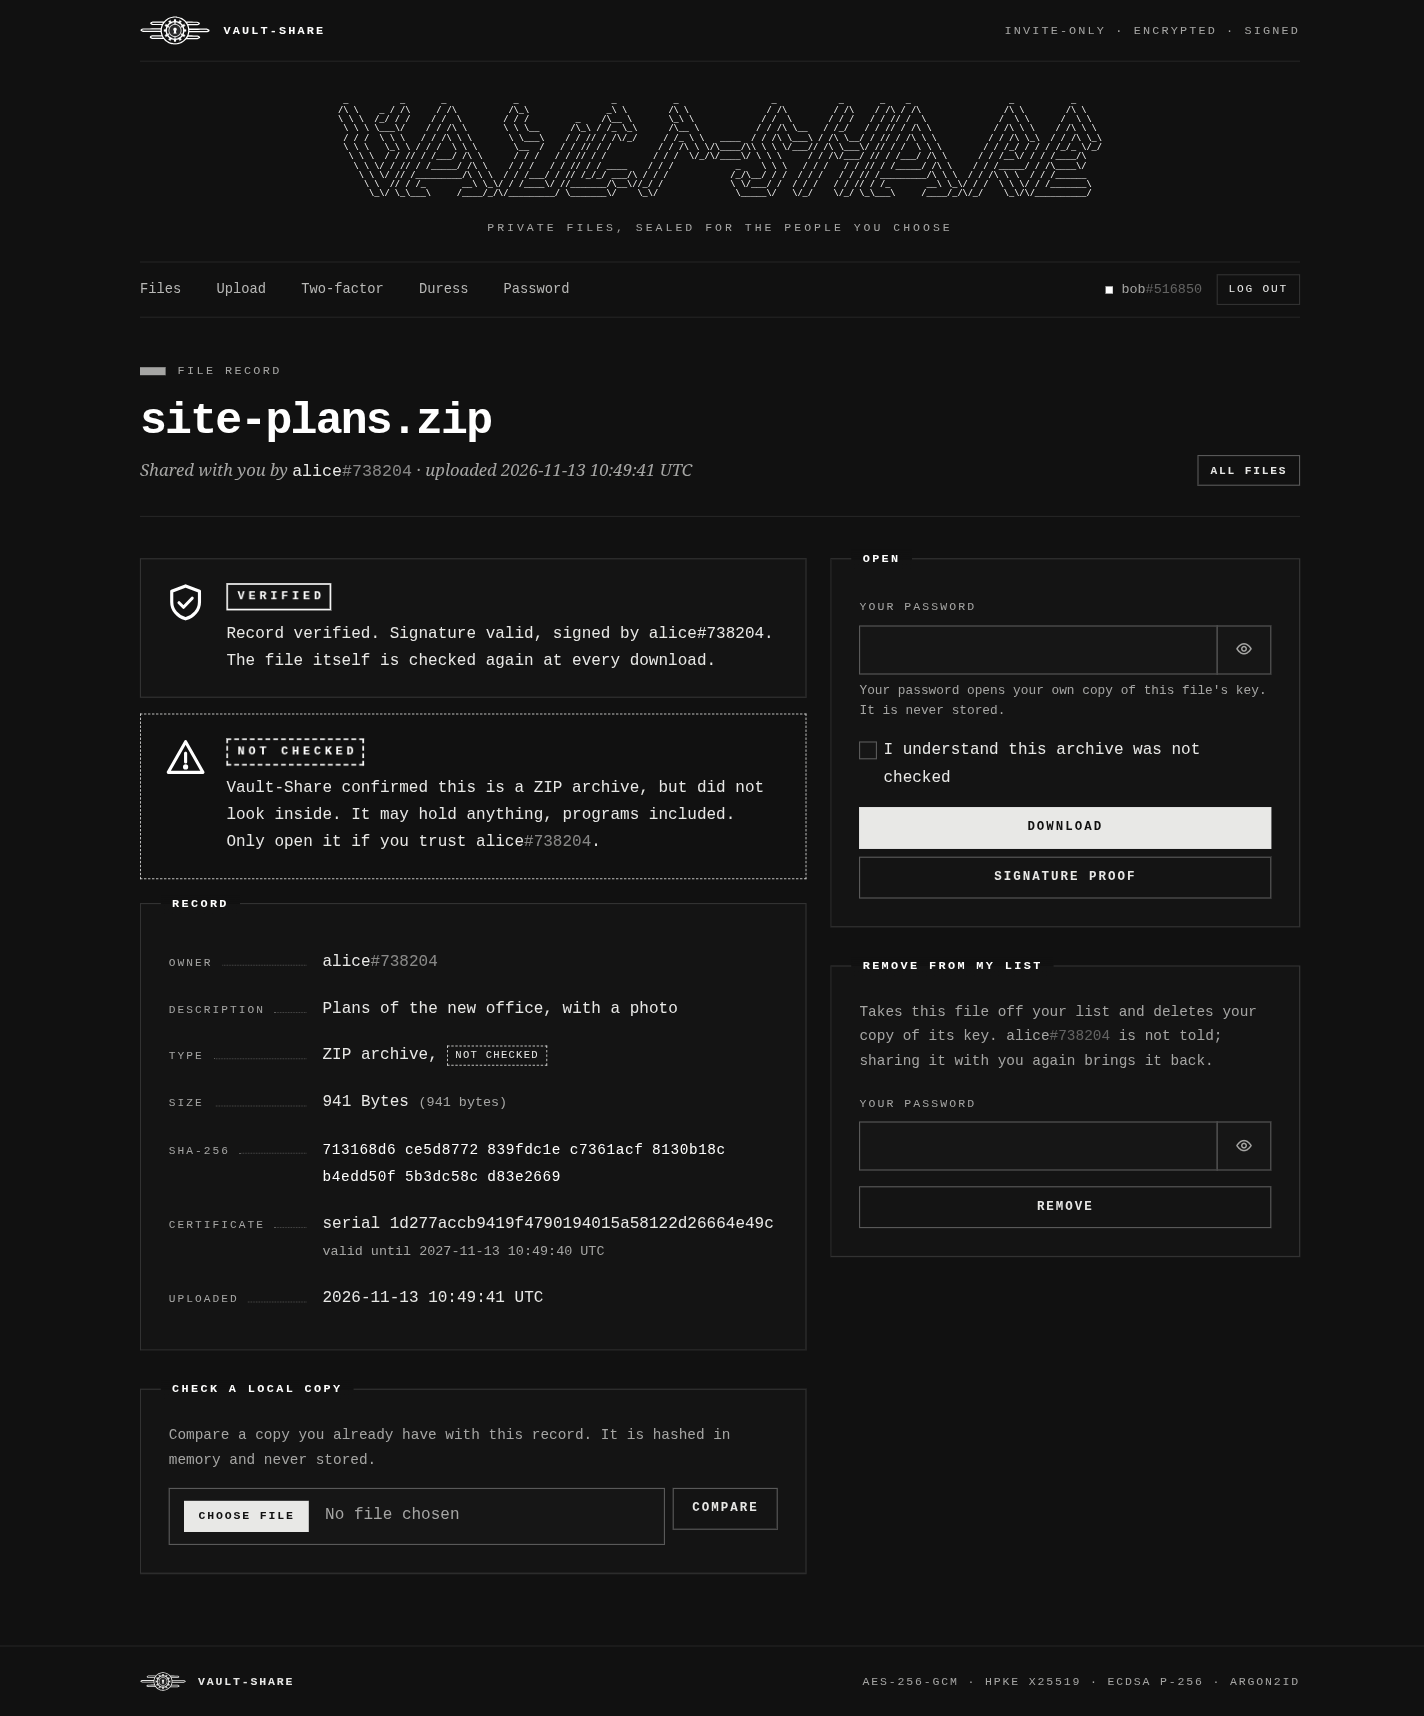 VAULT-SHARE
INVITE-ONLY · ENCRYPTED · SIGNED
VAULT-SHARE
PRIVATE FILES, SEALED FOR THE PEOPLE YOU CHOOSE
Files Upload Two-factor Duress Password
bob#516850 LOG OUT
FILE RECORD
site-plans.zip
Shared with you by alice#738204 · uploaded 2026-11-13 10:49:41 UTC
ALL FILES
VERIFIED
Record verified. Signature valid, signed by alice#738204.
The file itself is checked again at every download.
NOT CHECKED
Vault-Share confirmed this is a ZIP archive, but did not
look inside. It may hold anything, programs included.
Only open it if you trust alice#738204.
RECORD
OWNER alice#738204
DESCRIPTION Plans of the new office, with a photo
TYPE ZIP archive, NOT CHECKED
SIZE 941 Bytes (941 bytes)
SHA-256 713168d6 ce5d8772 839fdc1e c7361acf 8130b18c
b4edd50f 5b3dc58c d83e2669
CERTIFICATE serial 1d277accb9419f4790194015a58122d26664e49c
valid until 2027-11-13 10:49:40 UTC
UPLOADED 2026-11-13 10:49:41 UTC
CHECK A LOCAL COPY
Compare a copy you already have with this record. It is hashed in
memory and never stored.
CHOOSE FILE No file chosen
COMPARE
OPEN
YOUR PASSWORD
Your password opens your own copy of this file's key.
It is never stored.
I understand this archive was not
checked
DOWNLOAD
SIGNATURE PROOF
REMOVE FROM MY LIST
Takes this file off your list and deletes your
copy of its key. alice#738204 is not told;
sharing it with you again brings it back.
YOUR PASSWORD
REMOVE
VAULT-SHARE
AES-256-GCM · HPKE X25519 · ECDSA P-256 · ARGON2ID